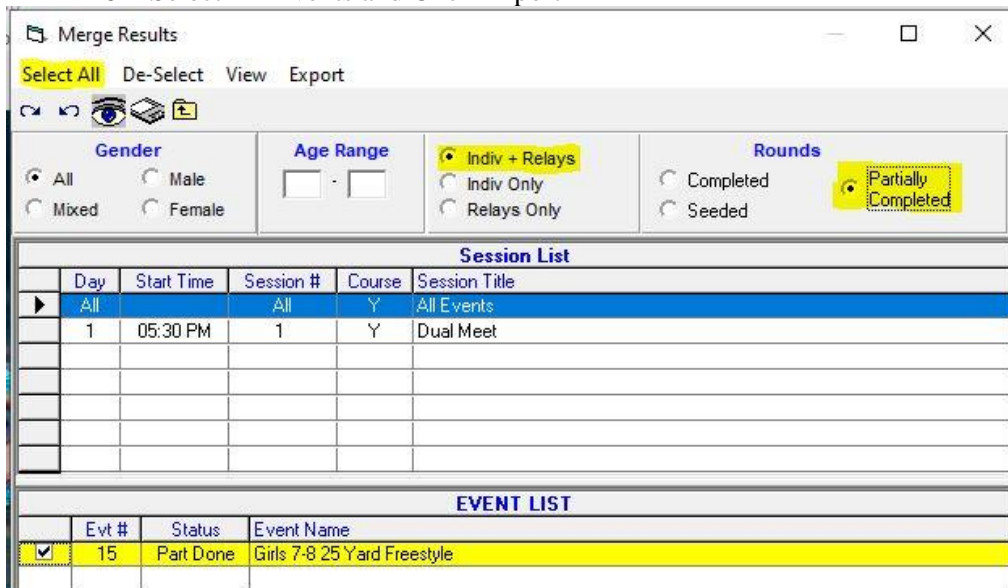 Merge Results
Select All De-Select View Export
Gender Age Range Rounds
All Male - Indiv + Relays Completed Partially Completed
Mixed Female Indiv Only Seeded
Relays Only
Session List
Day Start Time Session # Course Session Title
All All Y All Events
1 05:30 PM 1 Y Dual Meet
EVENT LIST
Evt # Status Event Name
15 Part Done Girls 7-8 25 Yard Freestyle